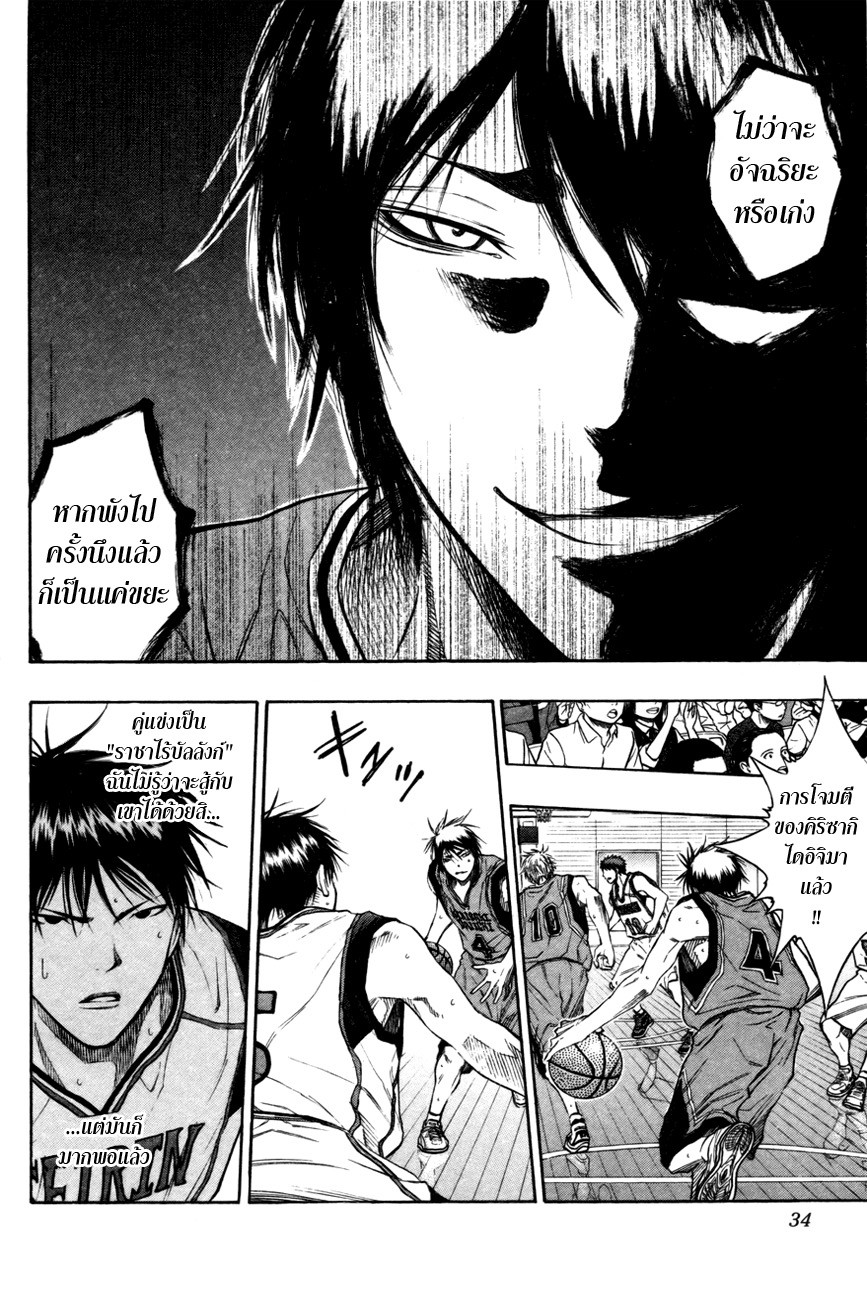 ไม่ว่าจะ
อัจฉริยะ
หรือเก่ง
หากพังไป
ครั้งนึงแล้ว
ก็เป็นแค่ขยะ
การโจมตี
ของคิริซากิ
ไดอิจิมา
แล้ว
!!
4
10
4
คู่แข่งเป็น
"ราชาไร้บัลลังก์"
ฉันไม่รู้ว่าจะสู้กับ
เขาได้ด้วยสิ...
EIRIN
...แต่มันก็
มากพอแล้ว
34